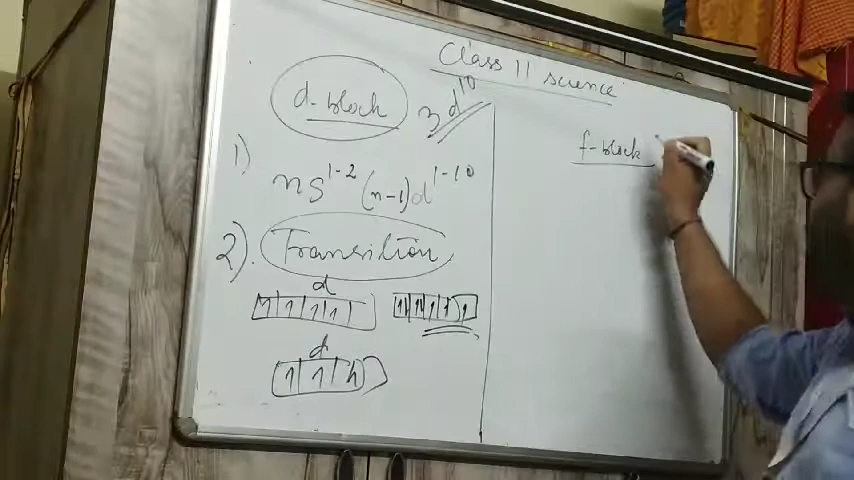 Class 11 science
d-block
3d¹⁰
1) ns¹⁻² (n-1)d¹⁻¹⁰
2). Transition
d
d
f-block